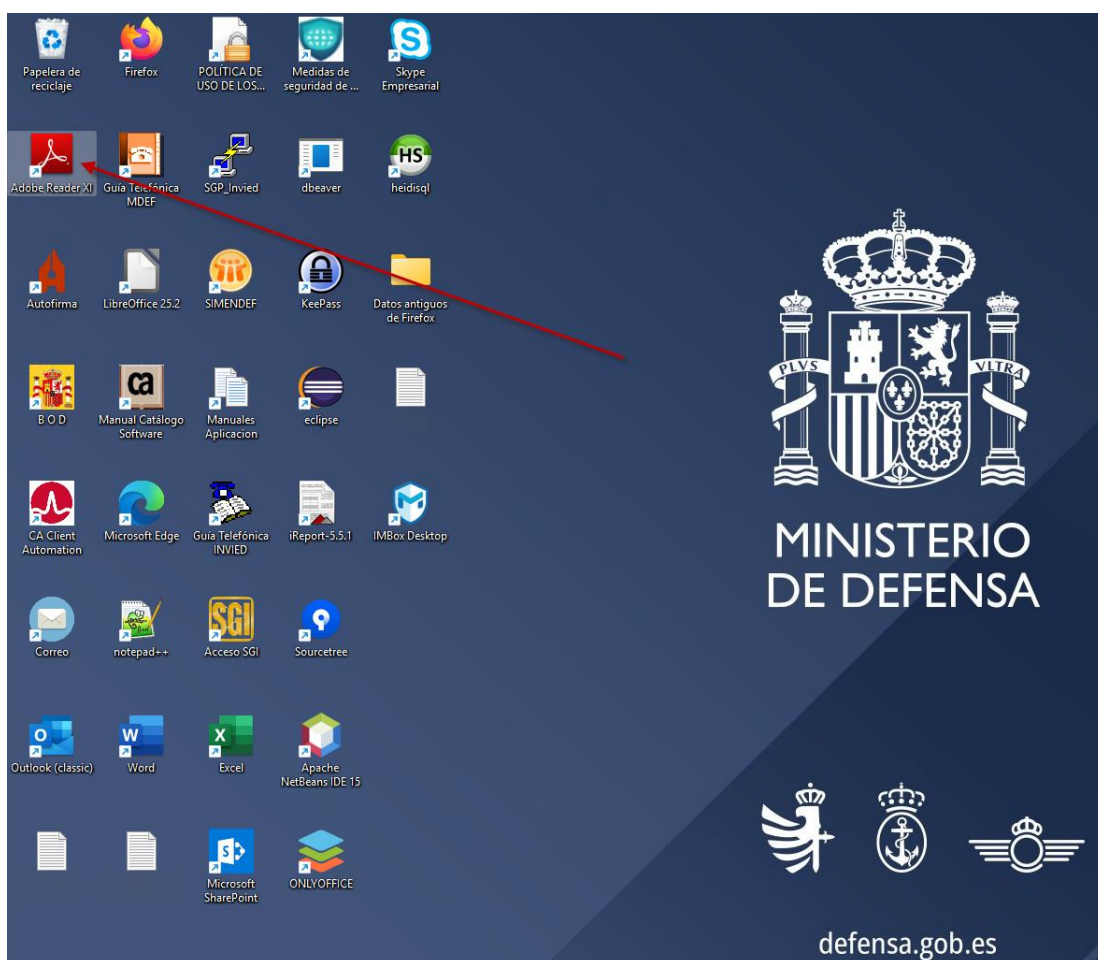 Papelera de
reciclaje
Firefox
POLÍTICA DE
USO DE LOS...
Medidas de
seguridad de ...
Skype
Empresarial
Adobe Reader XI
Guía Telefónica
MDEF
SGP_Invied
dbeaver
HS
heidisql
Autofirma
LibreOffice 25.2
SIMENDEF
KeePass
Datos antiguos
de Firefox
B O D
ca
Manual Catálogo
Software
Manuales
Aplicacion
eclipse
PLVS
VLTRA
CA Client
Automation
Microsoft Edge
Guía Telefónica
INVIED
iReport-5.5.1
IMBox Desktop
MINISTERIO
DE DEFENSA
Correo
notepad++
SGI
Acceso SGI
Sourcetree
Outlook (classic)
Word
Excel
Apache
NetBeans IDE 15
Microsoft
SharePoint
ONLYOFFICE
defensa.gob.es